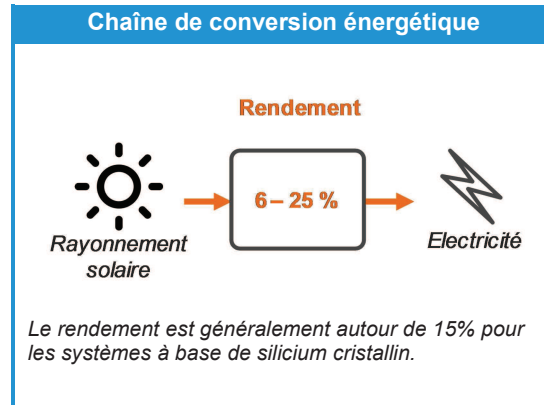 Chaîne de conversion énergétique
Rendement
6 – 25 %
Rayonnement
solaire
Electricité
Le rendement est généralement autour de 15% pour
les systèmes à base de silicium cristallin.